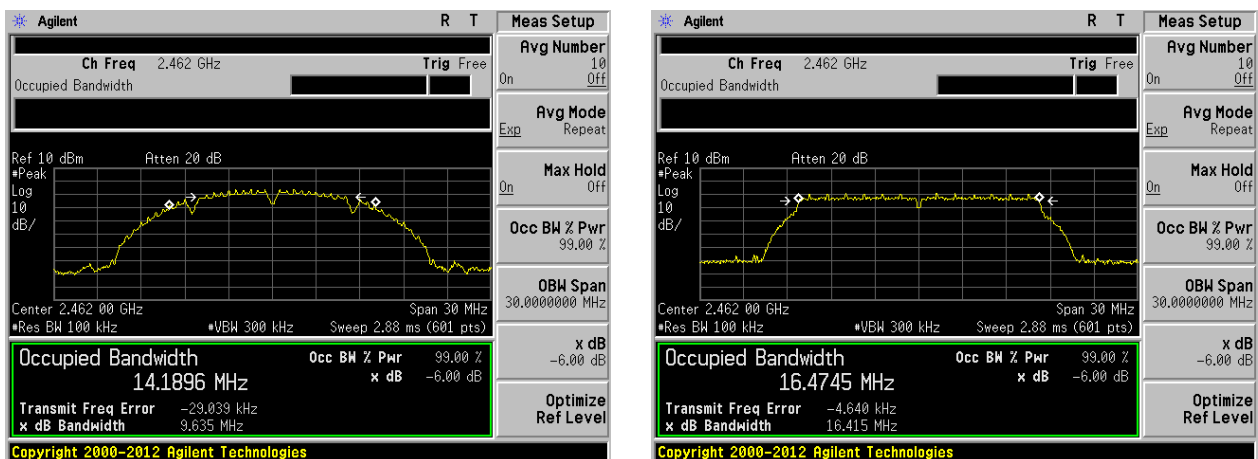 Agilent R T Meas Setup
Avg Number
10
On Off
Ch Freq 2.462 GHz Trig Free
Occupied Bandwidth
Avg Mode
Exp Repeat
Ref 10 dBm Atten 20 dB
#Peak
Log
10
dB/
Max Hold
On Off
Occ BW % Pwr
99.00 %
OBW Span
30.0000000 MHz
Center 2.462 00 GHz Span 30 MHz
#Res BW 100 kHz #VBW 300 kHz Sweep 2.88 ms (601 pts)
x dB
-6.00 dB
Occupied Bandwidth Occ BW % Pwr 99.00 %
14.1896 MHz x dB -6.00 dB
Transmit Freq Error -29.039 kHz
x dB Bandwidth 9.635 MHz
Optimize
Ref Level
Copyright 2000-2012 Agilent Technologies
Agilent R T Meas Setup
Avg Number
10
On Off
Ch Freq 2.462 GHz Trig Free
Occupied Bandwidth
Avg Mode
Exp Repeat
Ref 10 dBm Atten 20 dB
#Peak
Log
10
dB/
Max Hold
On Off
Occ BW % Pwr
99.00 %
OBW Span
30.0000000 MHz
Center 2.462 00 GHz Span 30 MHz
#Res BW 100 kHz #VBW 300 kHz Sweep 2.88 ms (601 pts)
x dB
-6.00 dB
Occupied Bandwidth Occ BW % Pwr 99.00 %
16.4745 MHz x dB -6.00 dB
Transmit Freq Error -4.640 kHz
x dB Bandwidth 16.415 MHz
Optimize
Ref Level
Copyright 2000-2012 Agilent Technologies